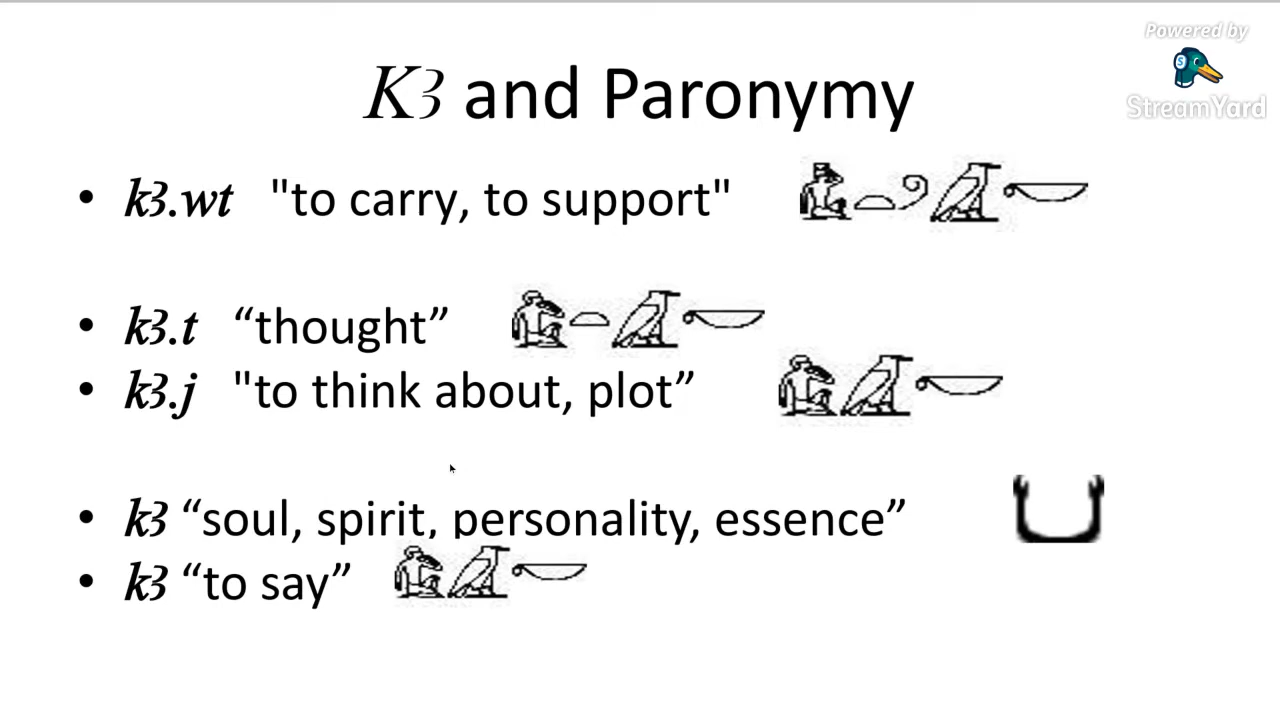 Powered by
StreamYard
K3 and Paronymy
• k3.wt "to carry, to support"
• k3.t “thought”
• k3.j "to think about, plot”
• k3 “soul, spirit, personality, essence”
• k3 “to say”